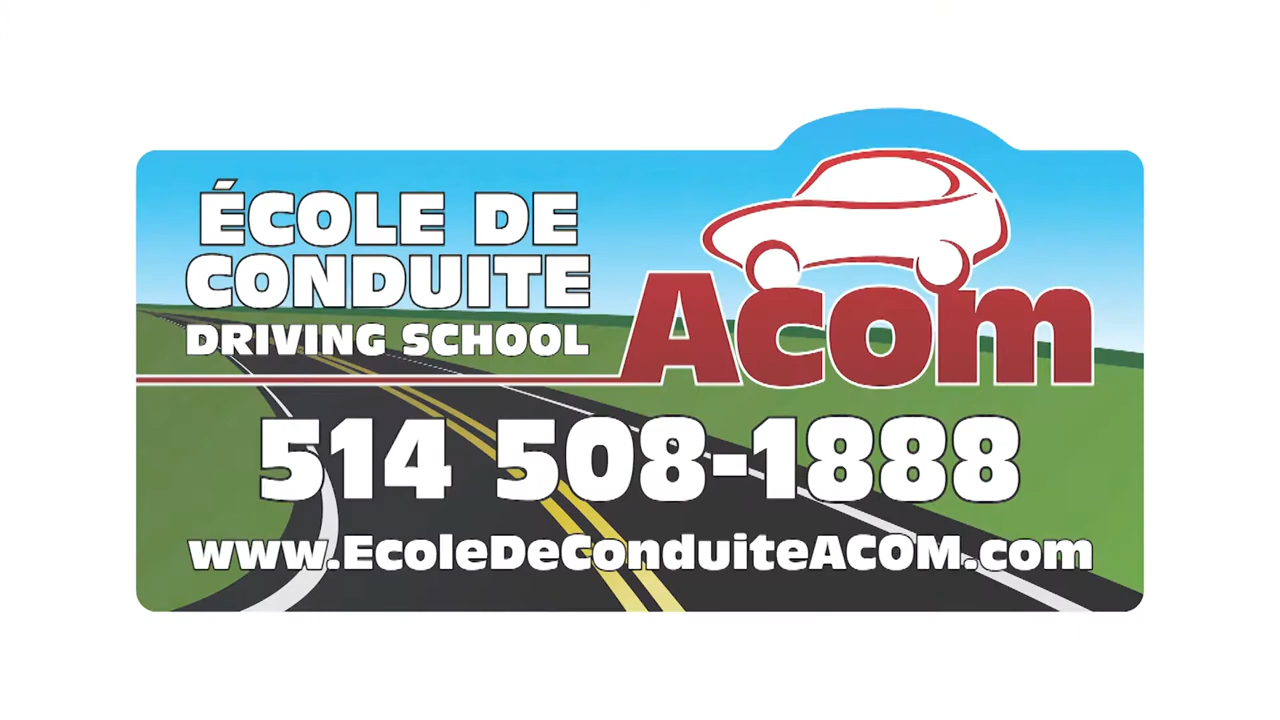 ÉCOLE DE
CONDUITE
DRIVING SCHOOL
Acom
514 508-1888
www.EcoleDeConduiteACOM.com